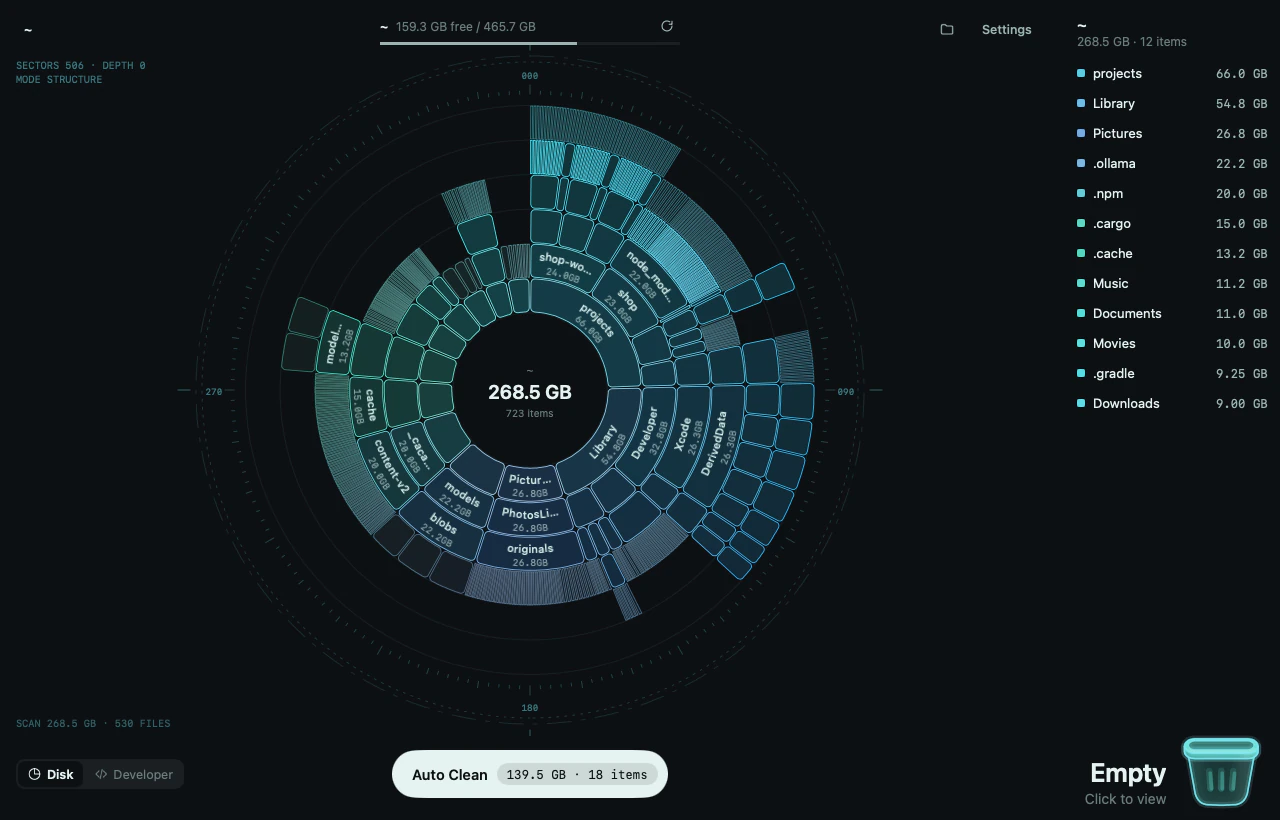 ~
~ 159.3 GB free / 465.7 GB
Settings
SECTORS 506 · DEPTH 0
MODE STRUCTURE
~
268.5 GB · 12 items
projects 66.0 GB
Library 54.8 GB
Pictures 26.8 GB
.ollama 22.2 GB
.npm 20.0 GB
.cargo 15.0 GB
.cache 13.2 GB
Music 11.2 GB
Documents 11.0 GB
Movies 10.0 GB
.gradle 9.25 GB
Downloads 9.00 GB
000
090
180
270
shop-wo...
24.0GB
node_mod...
22.0GB
shop
23.0GB
projects
66.0GB
model...
13.2GB
cache
15.0GB
_caca...
20.0GB
content-v2
20.0GB
~
268.5 GB
723 items
Library
54.8GB
Developer
32.8GB
Xcode
26.3GB
DerivedData
26.3GB
models
22.2GB
blobs
22.2GB
Pictur...
26.8GB
PhotosLi...
26.8GB
originals
26.8GB
SCAN 268.5 GB · 530 FILES
Disk
Developer
Auto Clean 139.5 GB · 18 items
Empty
Click to view